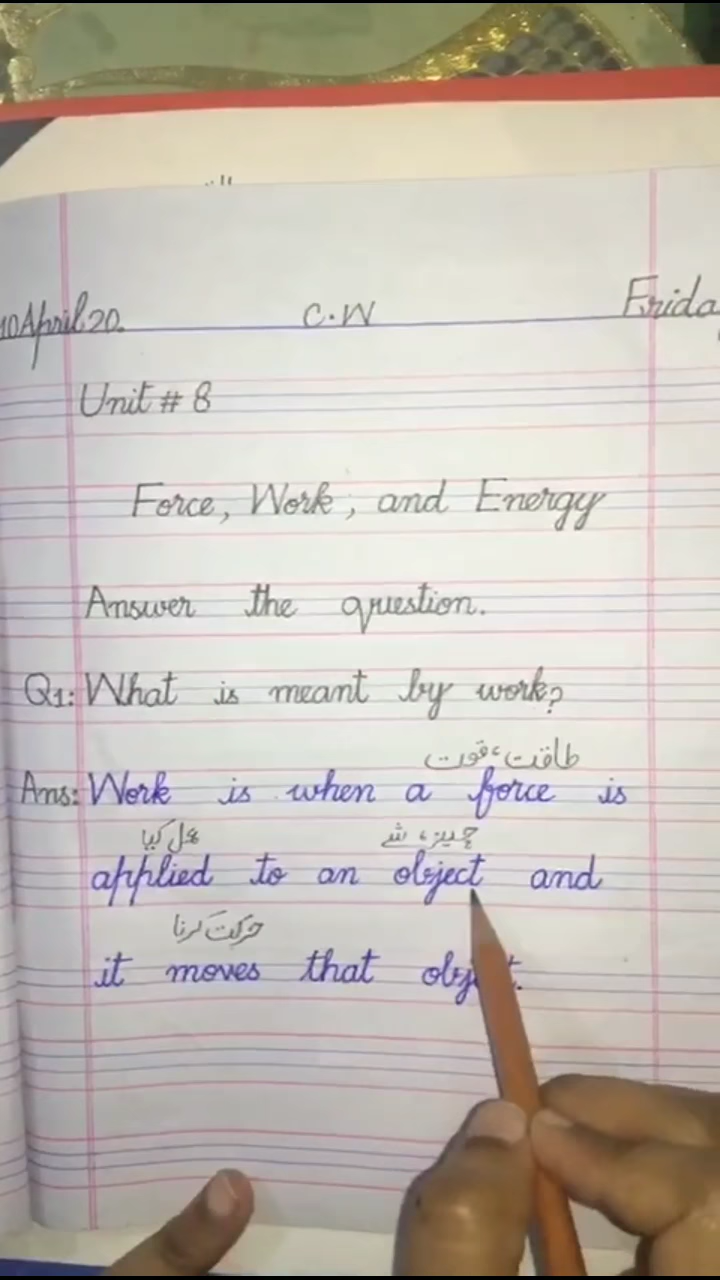 10 April 20. C.W Frida
Unit # 8
Force, Work, and Energy
Answer the question.
Q1: What is meant by work?
طاقت، قوت
Ans: Work is when a force is
عمل کیا چیز، شے
applied to an object and
حرکت کرنا
it moves that object.